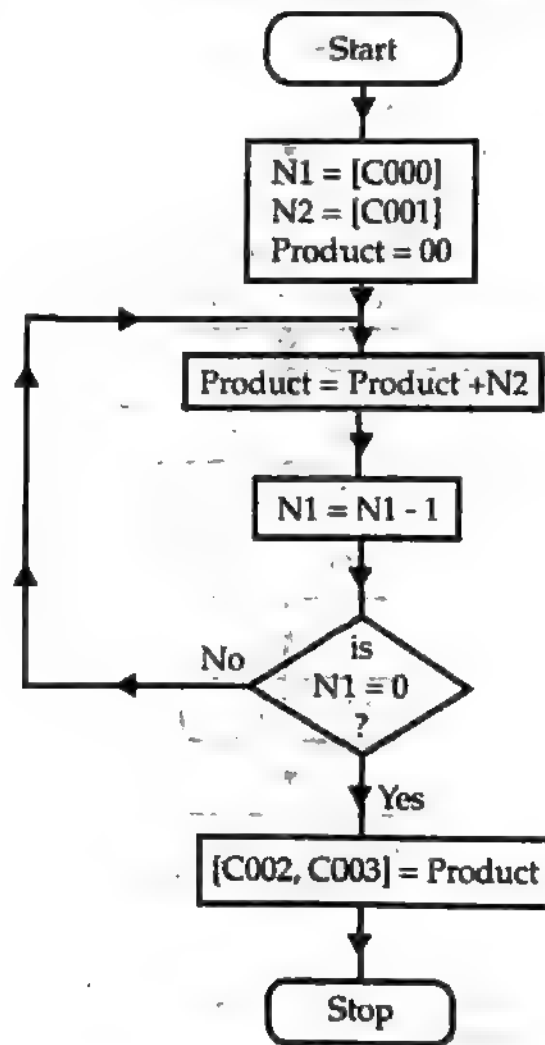 Start
N1 = [C000]
N2 = [C001]
Product = 00
Product = Product +N2
N1 = N1 - 1
is
N1 = 0
?
No
Yes
[C002, C003] = Product
Stop